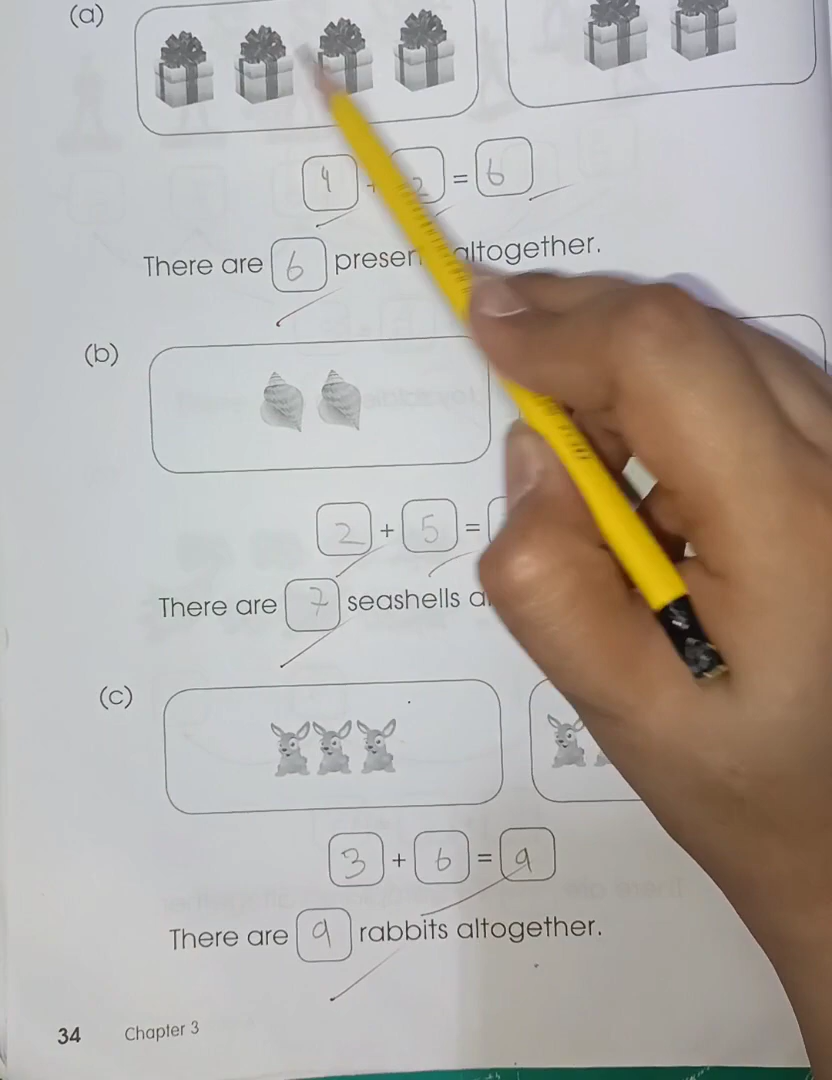 (a)
4 + 2 = 6
There are 6 altogether.
(b)
2 + 5 =
There are 7 seashells
(c)
3 + 6 = 9
There are 9 rabbits altogether.
34 Chapter 3